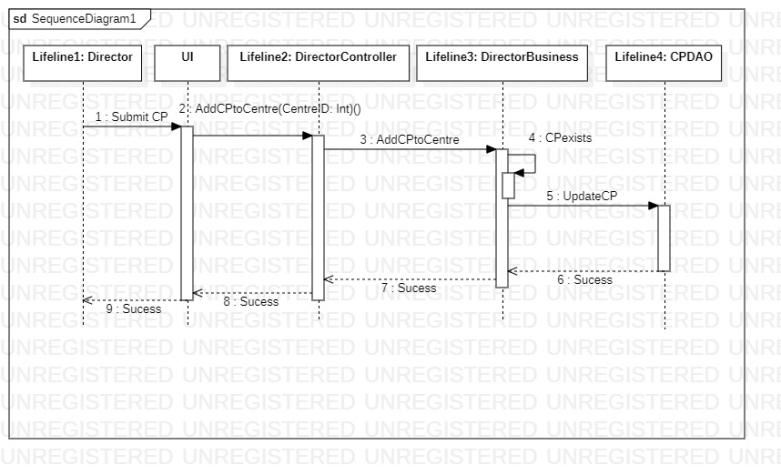 sd SequenceDiagram1
Lifeline1: Director
UI
Lifeline2: DirectorController
Lifeline3: DirectorBusiness
Lifeline4: CPDAO
1 : Submit CP
2 : AddCPtoCentre(CentreID: Int)()
3 : AddCPtoCentre
4 : CPexists
5 : UpdateCP
6 : Sucess
7 : Sucess
8 : Sucess
9 : Sucess
UNREGISTERED UNREGISTERED UNREGISTERED UNREGISTERED UNRE